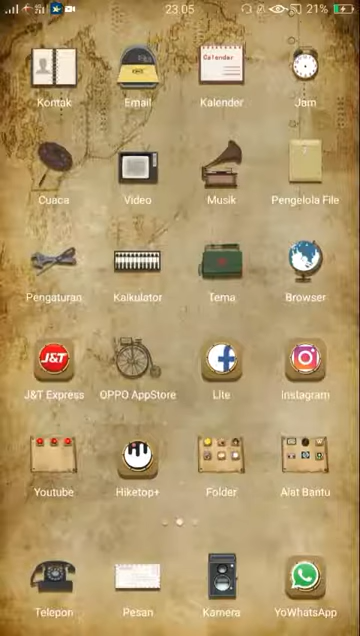 23.05
21%
Kontak
Email
Kalender
Jam
Calendar
Cuaca
Video
Musik
Pengelola File
Pengaturan
Kalkulator
Tema
Browser
J&T
J&T Express
OPPO AppStore
Lite
Instagram
Youtube
Hiketop+
Folder
Alat Bantu
Telepon
Pesan
Kamera
YoWhatsApp